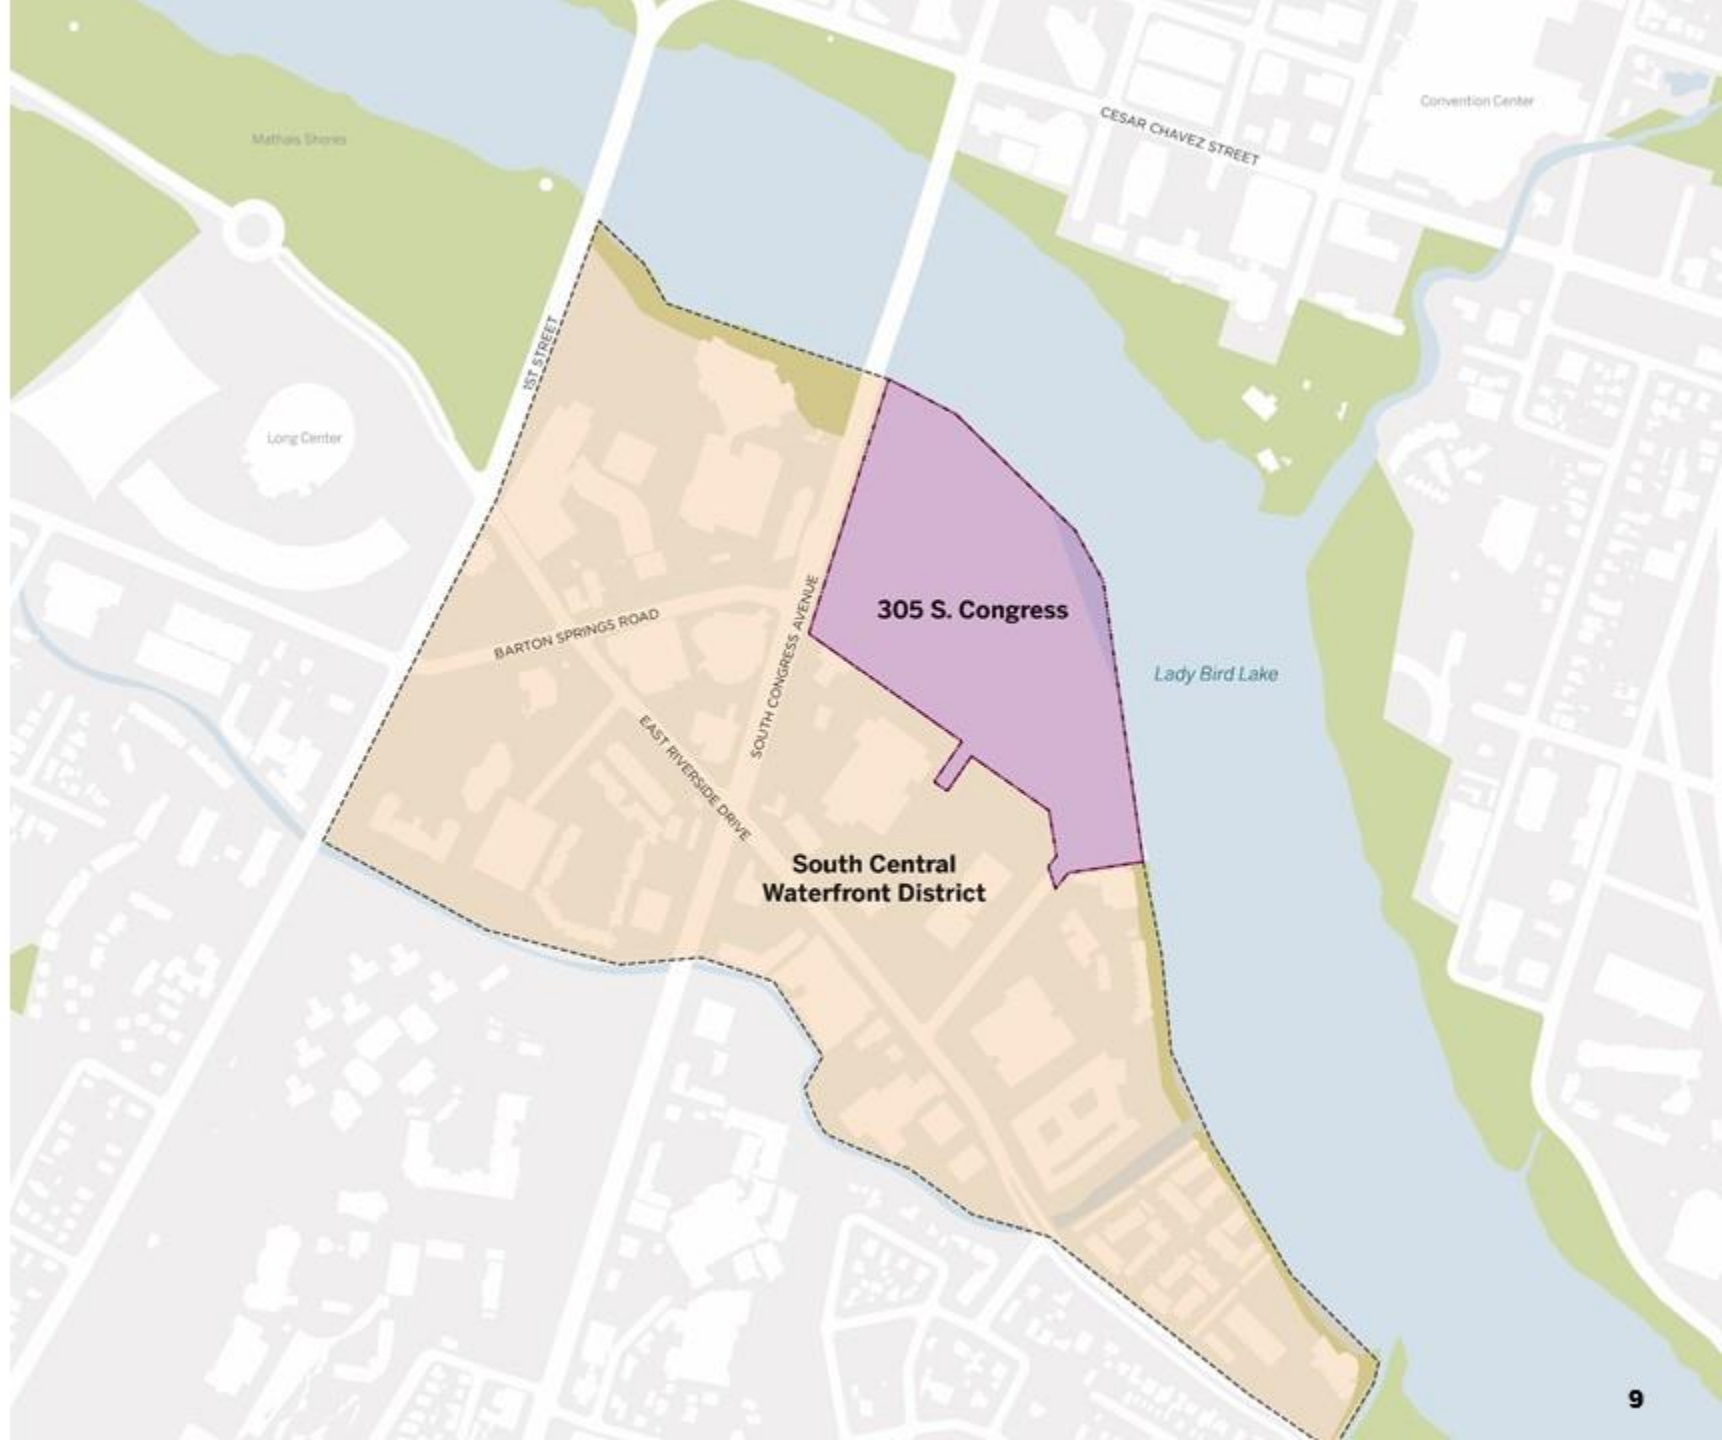 Convention Center
CESAR CHAVEZ STREET
Mathais Shores
1ST STREET
Long Center
305 S. Congress
BARTON SPRINGS ROAD
SOUTH CONGRESS AVENUE
Lady Bird Lake
EAST RIVERSIDE DRIVE
South Central
Waterfront District
9